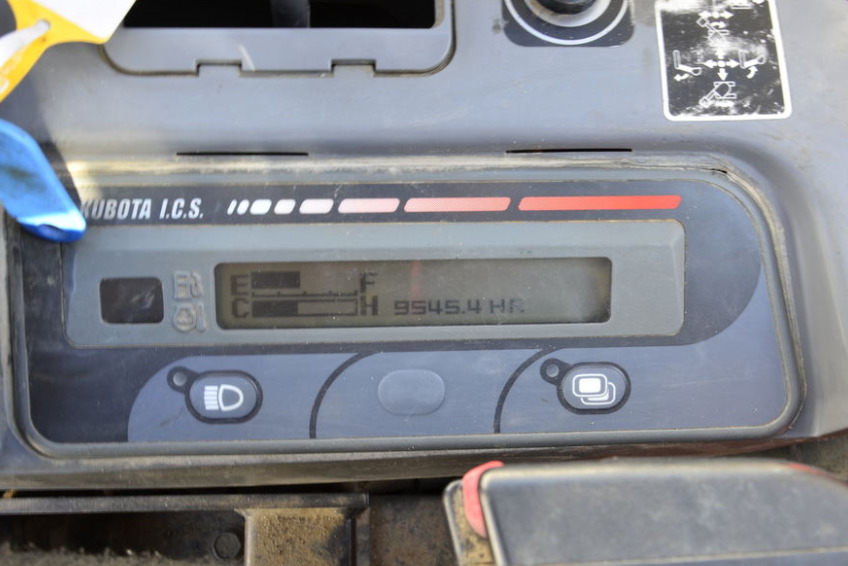 KUBOTA I.C.S.
E F
C H 9545.4 HR